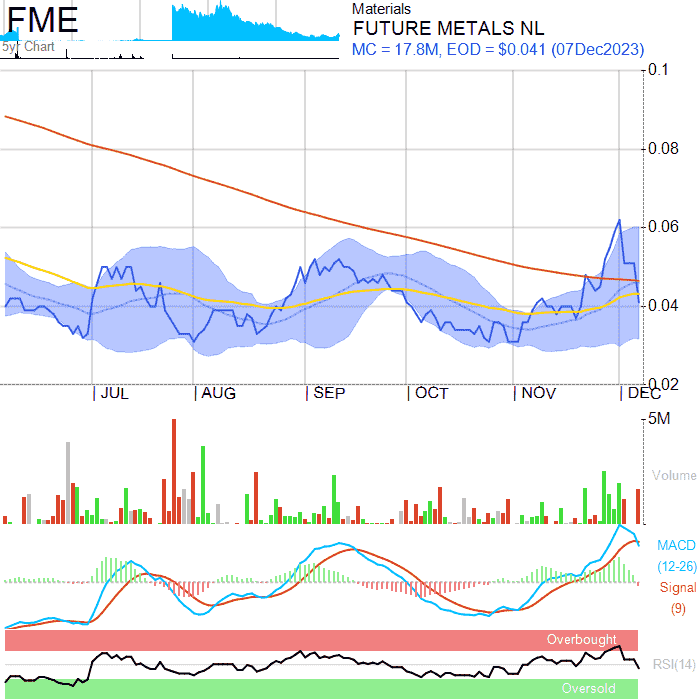 FME
5yr Chart
Materials
FUTURE METALS NL
MC = 17.8M, EOD = $0.041 (07Dec2023)
0.1
0.08
0.06
0.04
0.02
JUL AUG SEP OCT NOV DEC
5M
Volume
MACD
(12-26)
Signal
(9)
Overbought
RSI(14)
Oversold